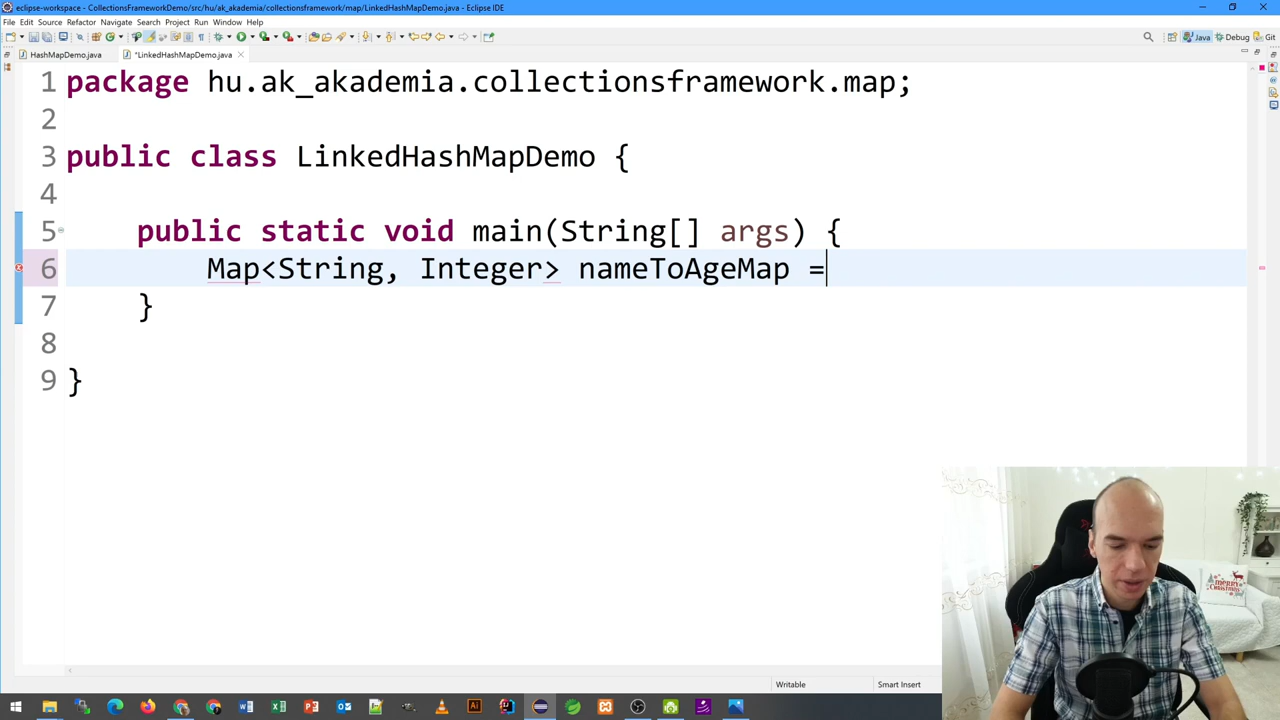 eclipse-workspace - CollectionsFrameworkDemo/src/hu/ak_akademia/collectionsframework/map/LinkedHashMapDemo.java - Eclipse IDE
File Edit Source Refactor Navigate Search Project Run Window Help
Java Debug Git
HashMapDemo.java *LinkedHashMapDemo.java
1 package hu.ak_akademia.collectionsframework.map;
2
3 public class LinkedHashMapDemo {
4
5 public static void main(String[] args) {
6 Map<String, Integer> nameToAgeMap =
7 }
8
9 }
MERRY
CHRISTMAS
Writable Smart Insert